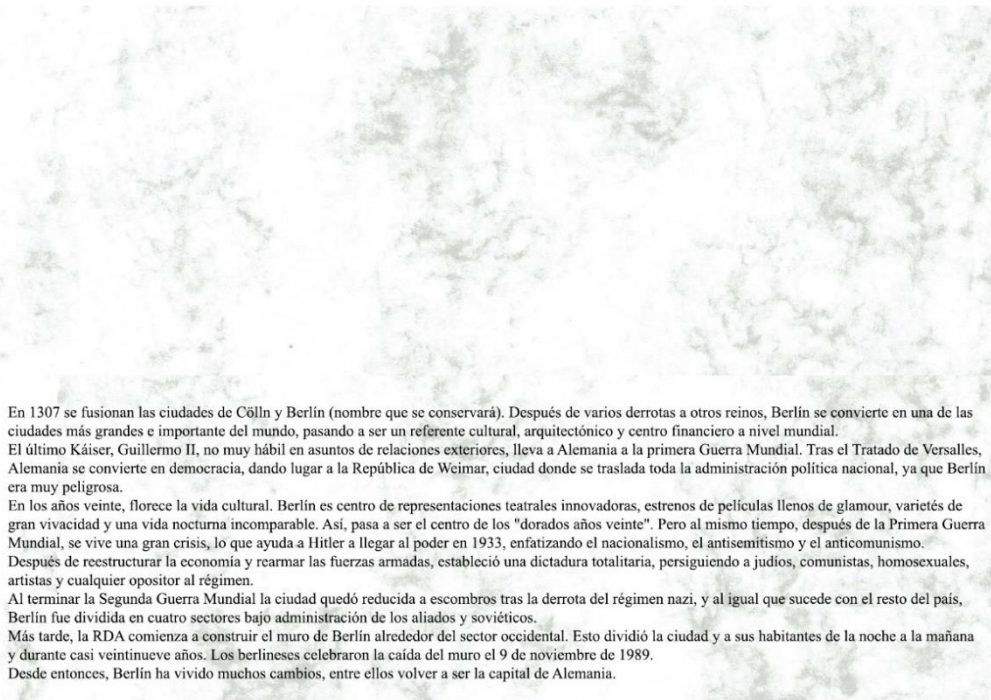 En 1307 se fusionan las ciudades de Cölln y Berlín (nombre que se conservará). Después de varios derrotas a otros reinos, Berlín se convierte en una de las
ciudades más grandes e importante del mundo, pasando a ser un referente cultural, arquitectónico y centro financiero a nivel mundial.
El último Káiser, Guillermo II, no muy hábil en asuntos de relaciones exteriores, lleva a Alemania a la primera Guerra Mundial. Tras el Tratado de Versalles,
Alemania se convierte en democracia, dando lugar a la República de Weimar, ciudad donde se traslada toda la administración política nacional, ya que Berlín
era muy peligrosa.
En los años veinte, florece la vida cultural. Berlín es centro de representaciones teatrales innovadoras, estrenos de películas llenos de glamour, varietés de
gran vivacidad y una vida nocturna incomparable. Así, pasa a ser el centro de los "dorados años veinte". Pero al mismo tiempo, después de la Primera Guerra
Mundial, se vive una gran crisis, lo que ayuda a Hitler a llegar al poder en 1933, enfatizando el nacionalismo, el antisemitismo y el anticomunismo.
Después de reestructurar la economía y rearmar las fuerzas armadas, estableció una dictadura totalitaria, persiguiendo a judíos, comunistas, homosexuales,
artistas y cualquier opositor al régimen.
Al terminar la Segunda Guerra Mundial la ciudad quedó reducida a escombros tras la derrota del régimen nazi, y al igual que sucede con el resto del país,
Berlín fue dividida en cuatro sectores bajo administración de los aliados y soviéticos.
Más tarde, la RDA comienza a construir el muro de Berlín alrededor del sector occidental. Esto dividió la ciudad y a sus habitantes de la noche a la mañana
y durante casi veintinueve años. Los berlineses celebraron la caída del muro el 9 de noviembre de 1989.
Desde entonces, Berlín ha vivido muchos cambios, entre ellos volver a ser la capital de Alemania.